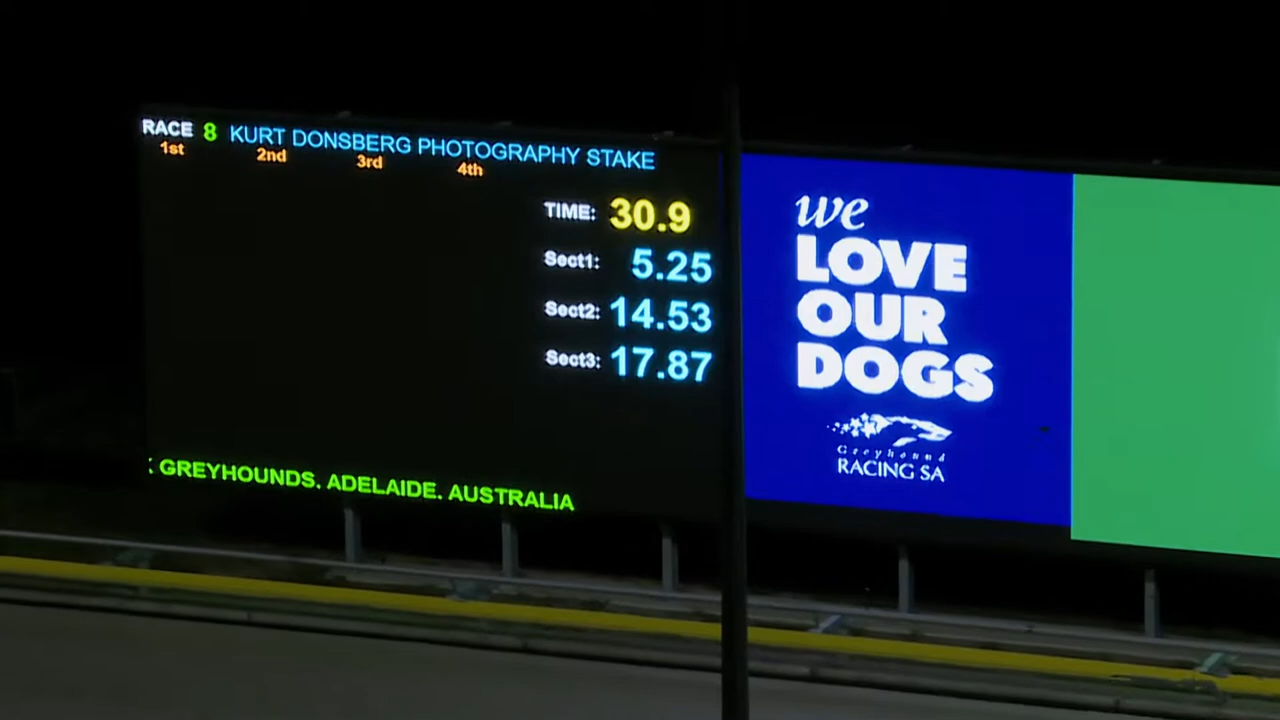 RACE 8 KURT DONSBERG PHOTOGRAPHY STAKE
1st 2nd 3rd 4th
TIME: 30.9
Sect1: 5.25
Sect2: 14.53
Sect3: 17.87
GREYHOUNDS. ADELAIDE. AUSTRALIA
we
LOVE
OUR
DOGS
Greyhound
RACING SA